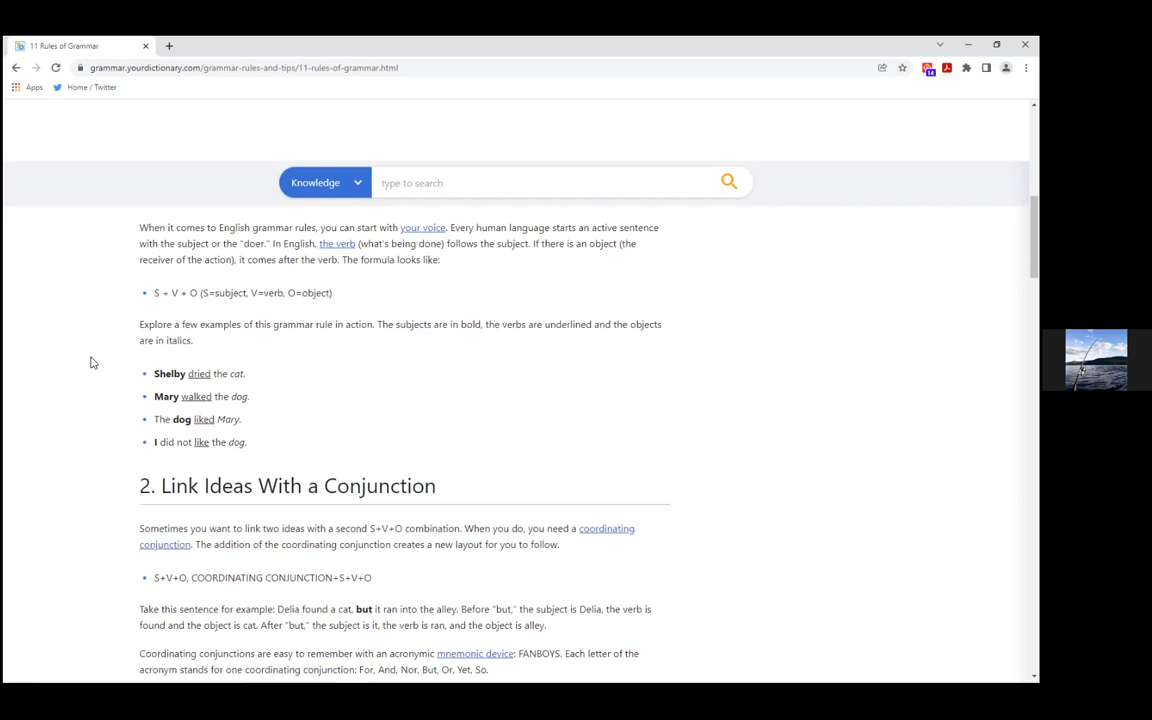 11 Rules of Grammar
grammar.yourdictionary.com/grammar-rules-and-tips/11-rules-of-grammar.html
14
Apps Home / Twitter
Knowledge type to search
When it comes to English grammar rules, you can start with your voice. Every human language starts an active sentence
with the subject or the "doer." In English, the verb (what's being done) follows the subject. If there is an object (the
receiver of the action), it comes after the verb. The formula looks like:
• S + V + O (S=subject, V=verb, O=object)
Explore a few examples of this grammar rule in action. The subjects are in bold, the verbs are underlined and the objects
are in italics.
• Shelby dried the cat.
• Mary walked the dog.
• The dog liked Mary.
• I did not like the dog.
2. Link Ideas With a Conjunction
Sometimes you want to link two ideas with a second S+V+O combination. When you do, you need a coordinating
conjunction. The addition of the coordinating conjunction creates a new layout for you to follow.
• S+V+O, COORDINATING CONJUNCTION+S+V+O
Take this sentence for example: Delia found a cat, but it ran into the alley. Before "but," the subject is Delia, the verb is
found and the object is cat. After "but," the subject is it, the verb is ran, and the object is alley.
Coordinating conjunctions are easy to remember with an acronymic mnemonic device: FANBOYS. Each letter of the
acronym stands for one coordinating conjunction: For, And, Nor, But, Or, Yet, So.